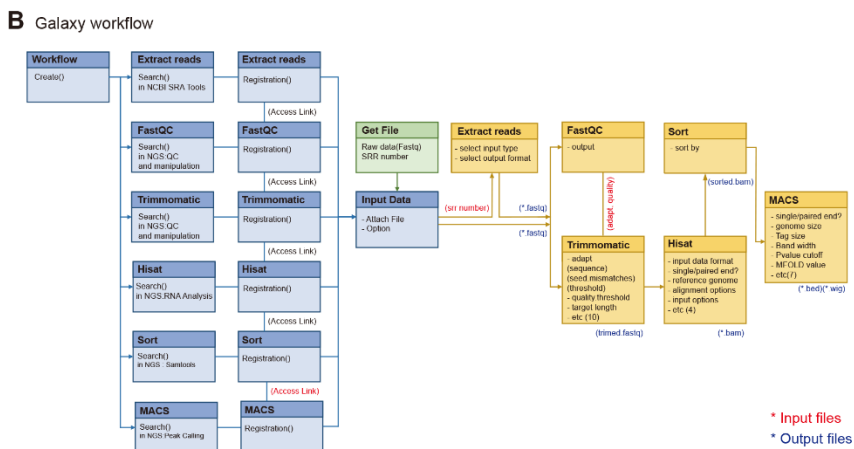 B Galaxy workflow
Workflow
Create()
Extract reads
Search()
in NCBI SRA Tools
Extract reads
Registration()
(Access Link)
FastQC
Search()
in NGS:QC
and manipulation
FastQC
Registration()
(Access Link)
Trimmomatic
Search()
in NGS:QC
and manipulation
Trimmomatic
Registration()
(Access Link)
Hisat
Search()
in NGS:RNA Analysis
Hisat
Registration()
(Access Link)
Sort
Search()
in NGS : Samtools
Sort
Registration()
(Access Link)
MACS
Search()
in NGS:Peak Calling
MACS
Registration()
Get File
Raw data(Fastq)
SRR number
Input Data
- Attach File
- Option
(srr number)
Extract reads
- select input type
- select output format
(*.fastq)
(*.fastq)
FastQC
- output
(adapt, quality)
Trimmomatic
- adapt
(sequence)
(seed mismatches)
(threshold)
- quality threshold
- target length
- etc (10)
(trimed.fastq)
Sort
- sort by
(sorted.bam)
Hisat
- input data format
- single/paired end?
- reference genome
- alignment options
- input options
- etc (4)
(*.bam)
MACS
- single/paired end?
- genome size
- Tag size
- Band width
- Pvalue cutoff
- MFOLD value
- etc(7)
(*.bed)(*.wig)
* Input files
* Output files